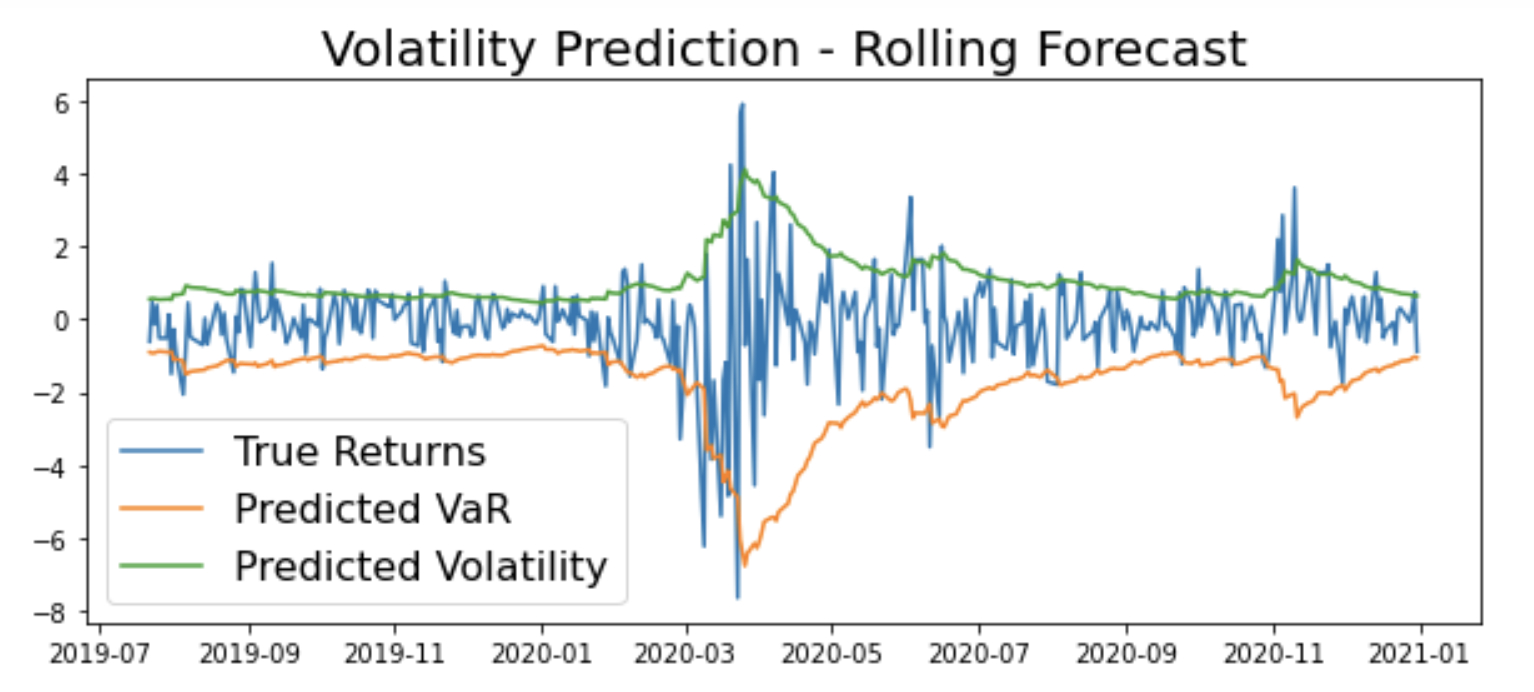 Volatility Prediction - Rolling Forecast
6
4
2
0
−2
−4
−6
−8
True Returns
Predicted VaR
Predicted Volatility
2019-07 2019-09 2019-11 2020-01 2020-03 2020-05 2020-07 2020-09 2020-11 2021-01